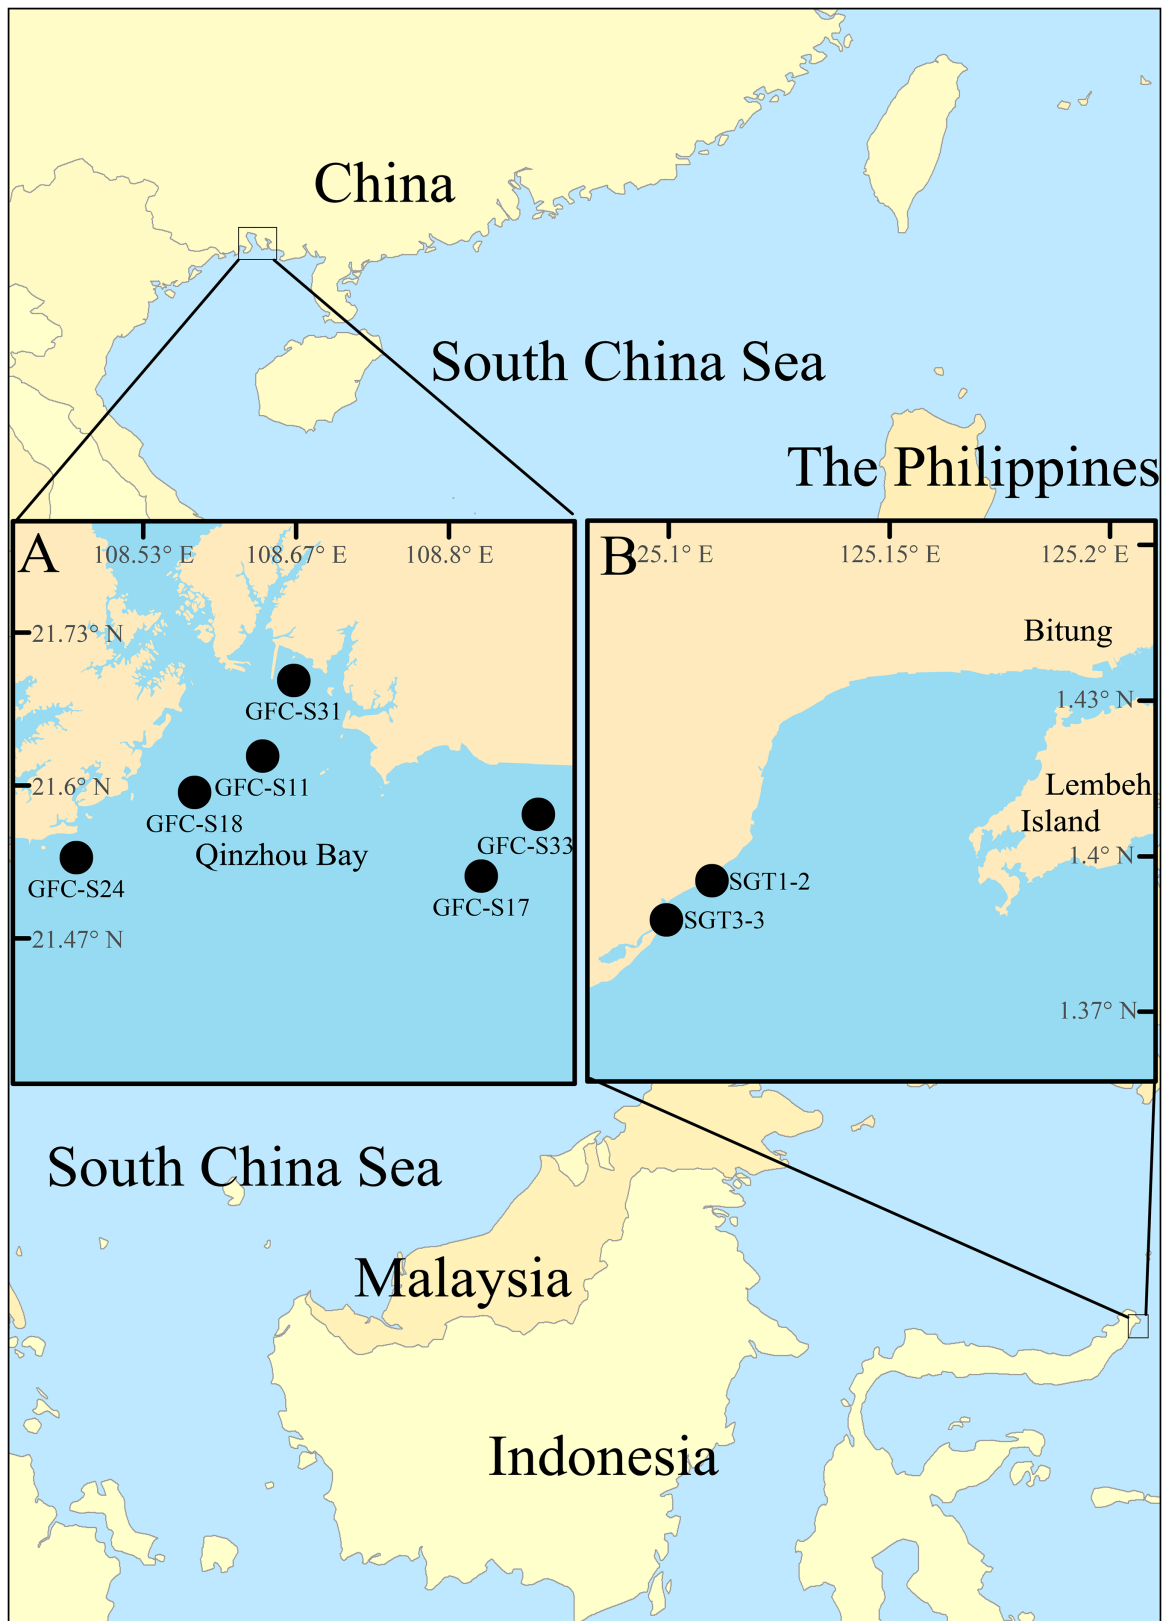 China
South China Sea
The Philippines
A
108.53° E
108.67° E
108.8° E
21.73° N
GFC-S31
21.6° N
GFC-S11
GFC-S18
GFC-S33
Qinzhou Bay
GFC-S24
GFC-S17
21.47° N
B
125.1° E
125.15° E
125.2° E
Bitung
1.43° N
Lembeh
Island
1.4° N
SGT1-2
SGT3-3
1.37° N
South China Sea
Malaysia
Indonesia